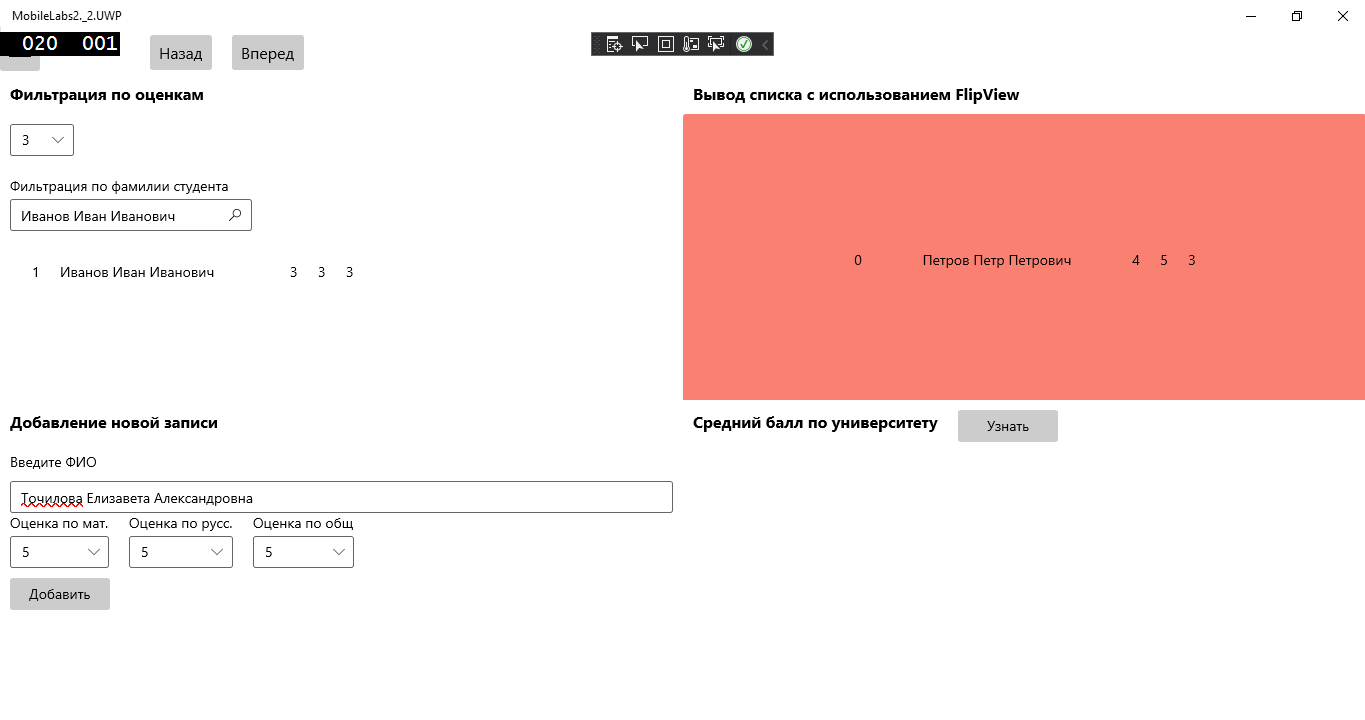 MobileLabs2._2.UWP
020 001
Назад Вперед
Фильтрация по оценкам
3
Фильтрация по фамилии студента
Иванов Иван Иванович
1 Иванов Иван Иванович 3 3 3
Вывод списка с использованием FlipView
0 Петров Петр Петрович 4 5 3
Добавление новой записи
Введите ФИО
Точилова Елизавета Александровна
Оценка по мат. Оценка по русс. Оценка по общ
5 5 5
Добавить
Средний балл по университету Узнать